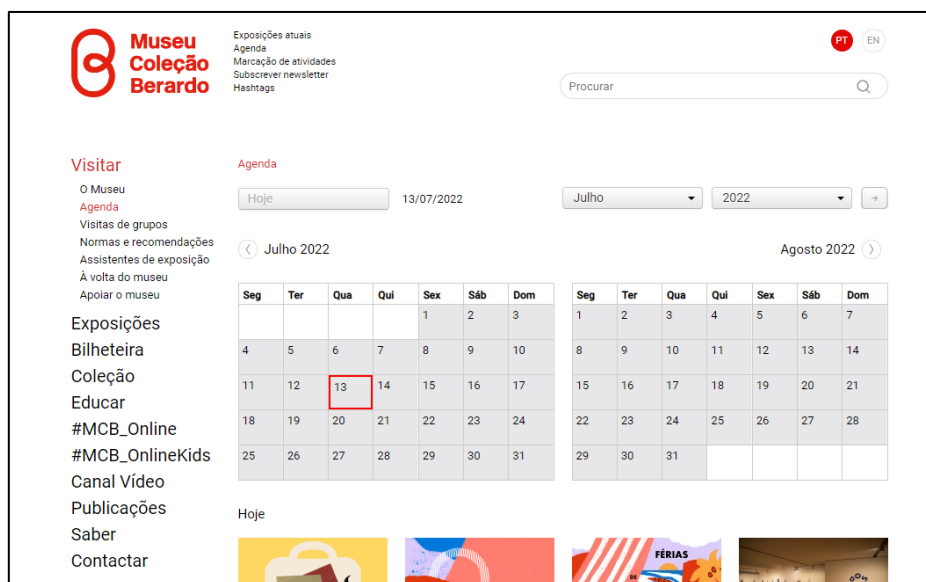 Museu
Coleção
Berardo
Exposições atuais
Agenda
Marcação de atividades
Subscrever newsletter
Hashtags
PT EN
Procurar
Visitar
O Museu
Agenda
Visitas de grupos
Normas e recomendações
Assistentes de exposição
À volta do museu
Apoiar o museu
Exposições
Bilheteira
Coleção
Educar
#MCB_Online
#MCB_OnlineKids
Canal Vídeo
Publicações
Saber
Contactar
Agenda
Hoje 13/07/2022 Julho 2022
Julho 2022
Seg Ter Qua Qui Sex Sáb Dom
1 2 3
4 5 6 7 8 9 10
11 12 13 14 15 16 17
18 19 20 21 22 23 24
25 26 27 28 29 30 31
Agosto 2022
Seg Ter Qua Qui Sex Sáb Dom
1 2 3 4 5 6 7
8 9 10 11 12 13 14
15 16 17 18 19 20 21
22 23 24 25 26 27 28
29 30 31
Hoje
FÉRIAS
DE